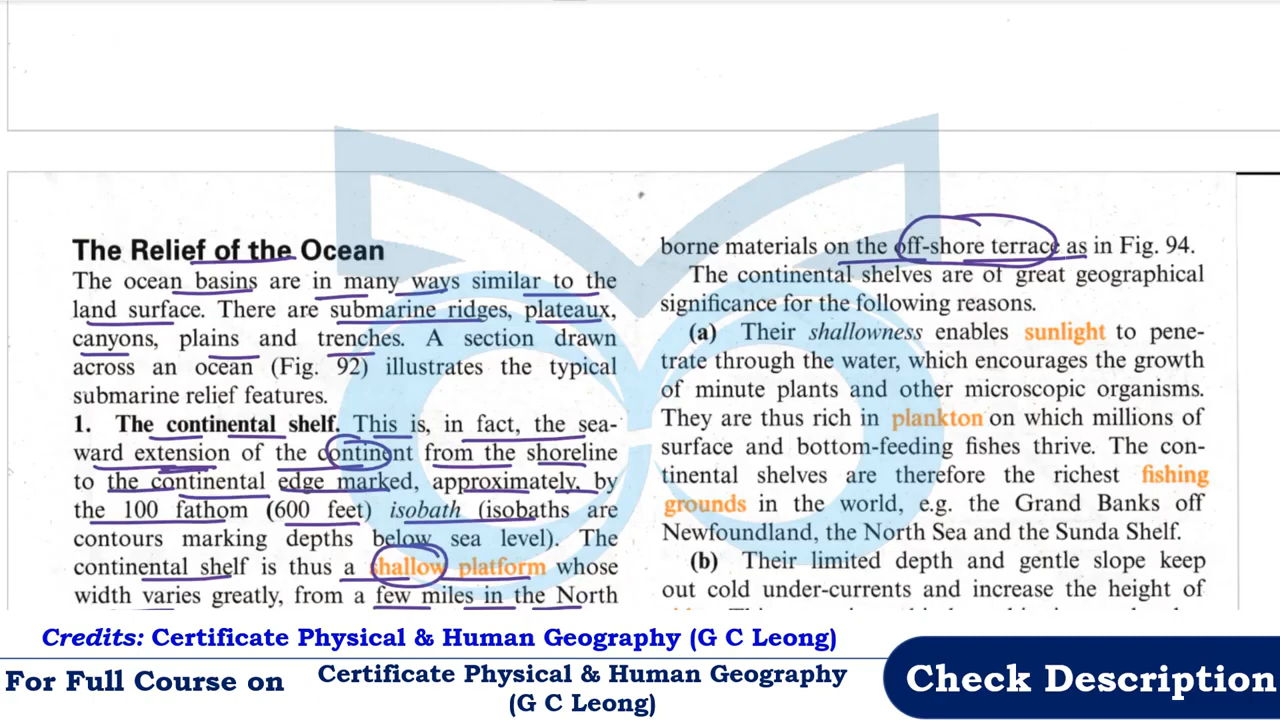 The Relief of the Ocean
The ocean basins are in many ways similar to the
land surface. There are submarine ridges, plateaux,
canyons, plains and trenches. A section drawn
across an ocean (Fig. 92) illustrates the typical
submarine relief features.
1. The continental shelf. This is, in fact, the sea-
ward extension of the continent from the shoreline
to the continental edge marked, approximately, by
the 100 fathom (600 feet) isobath (isobaths are
contours marking depths below sea level). The
continental shelf is thus a shallow platform whose
width varies greatly, from a few miles in the North
borne materials on the off-shore terrace as in Fig. 94.
The continental shelves are of great geographical
significance for the following reasons.
(a) Their shallowness enables sunlight to pene-
trate through the water, which encourages the growth
of minute plants and other microscopic organisms.
They are thus rich in plankton on which millions of
surface and bottom-feeding fishes thrive. The con-
tinental shelves are therefore the richest fishing
grounds in the world, e.g. the Grand Banks off
Newfoundland, the North Sea and the Sunda Shelf.
(b) Their limited depth and gentle slope keep
out cold under-currents and increase the height of
Credits: Certificate Physical & Human Geography (G C Leong)
For Full Course on
Certificate Physical & Human Geography
(G C Leong)
Check Description